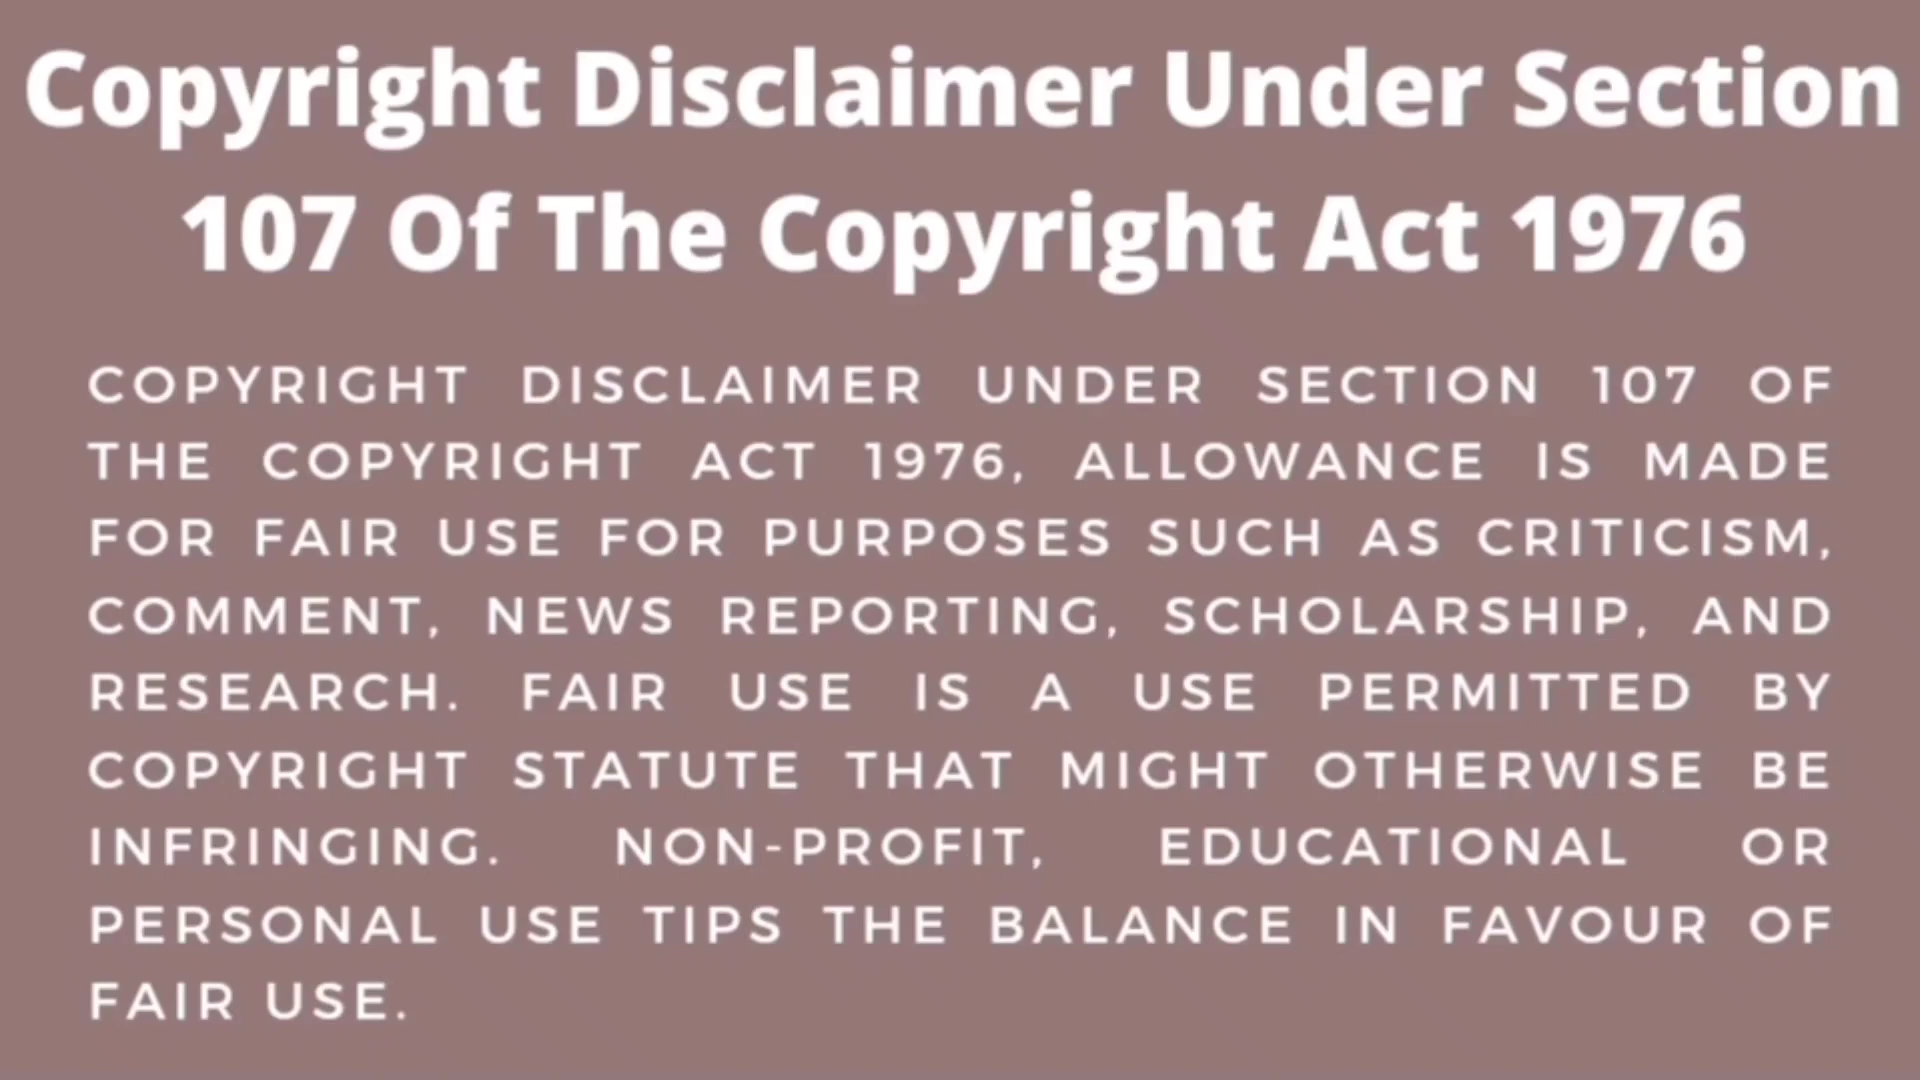 Copyright Disclaimer Under Section
107 Of The Copyright Act 1976
COPYRIGHT DISCLAIMER UNDER SECTION 107 OF
THE COPYRIGHT ACT 1976, ALLOWANCE IS MADE
FOR FAIR USE FOR PURPOSES SUCH AS CRITICISM,
COMMENT, NEWS REPORTING, SCHOLARSHIP, AND
RESEARCH. FAIR USE IS A USE PERMITTED BY
COPYRIGHT STATUTE THAT MIGHT OTHERWISE BE
INFRINGING. NON-PROFIT, EDUCATIONAL OR
PERSONAL USE TIPS THE BALANCE IN FAVOUR OF
FAIR USE.